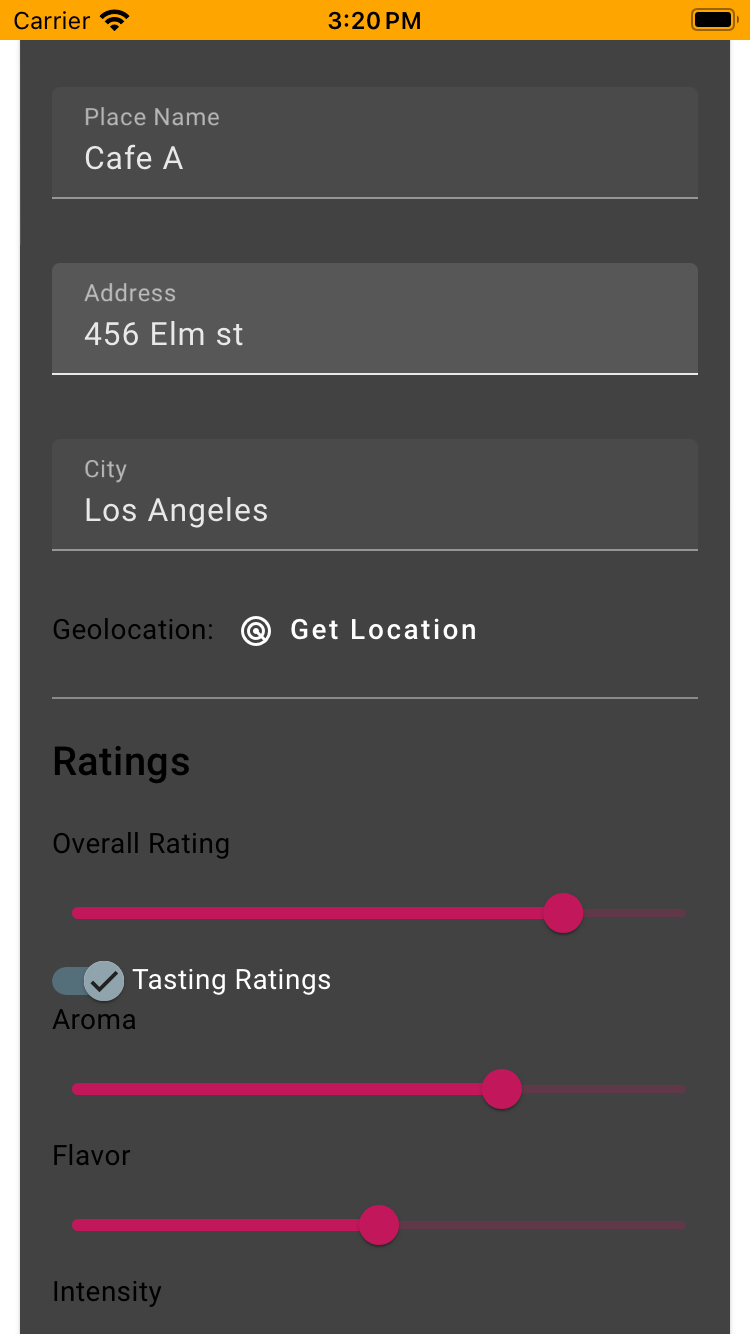 Carrier 3:20 PM
Place Name
Cafe A
Address
456 Elm st
City
Los Angeles
Geolocation: Get Location
Ratings
Overall Rating
Tasting Ratings
Aroma
Flavor
Intensity